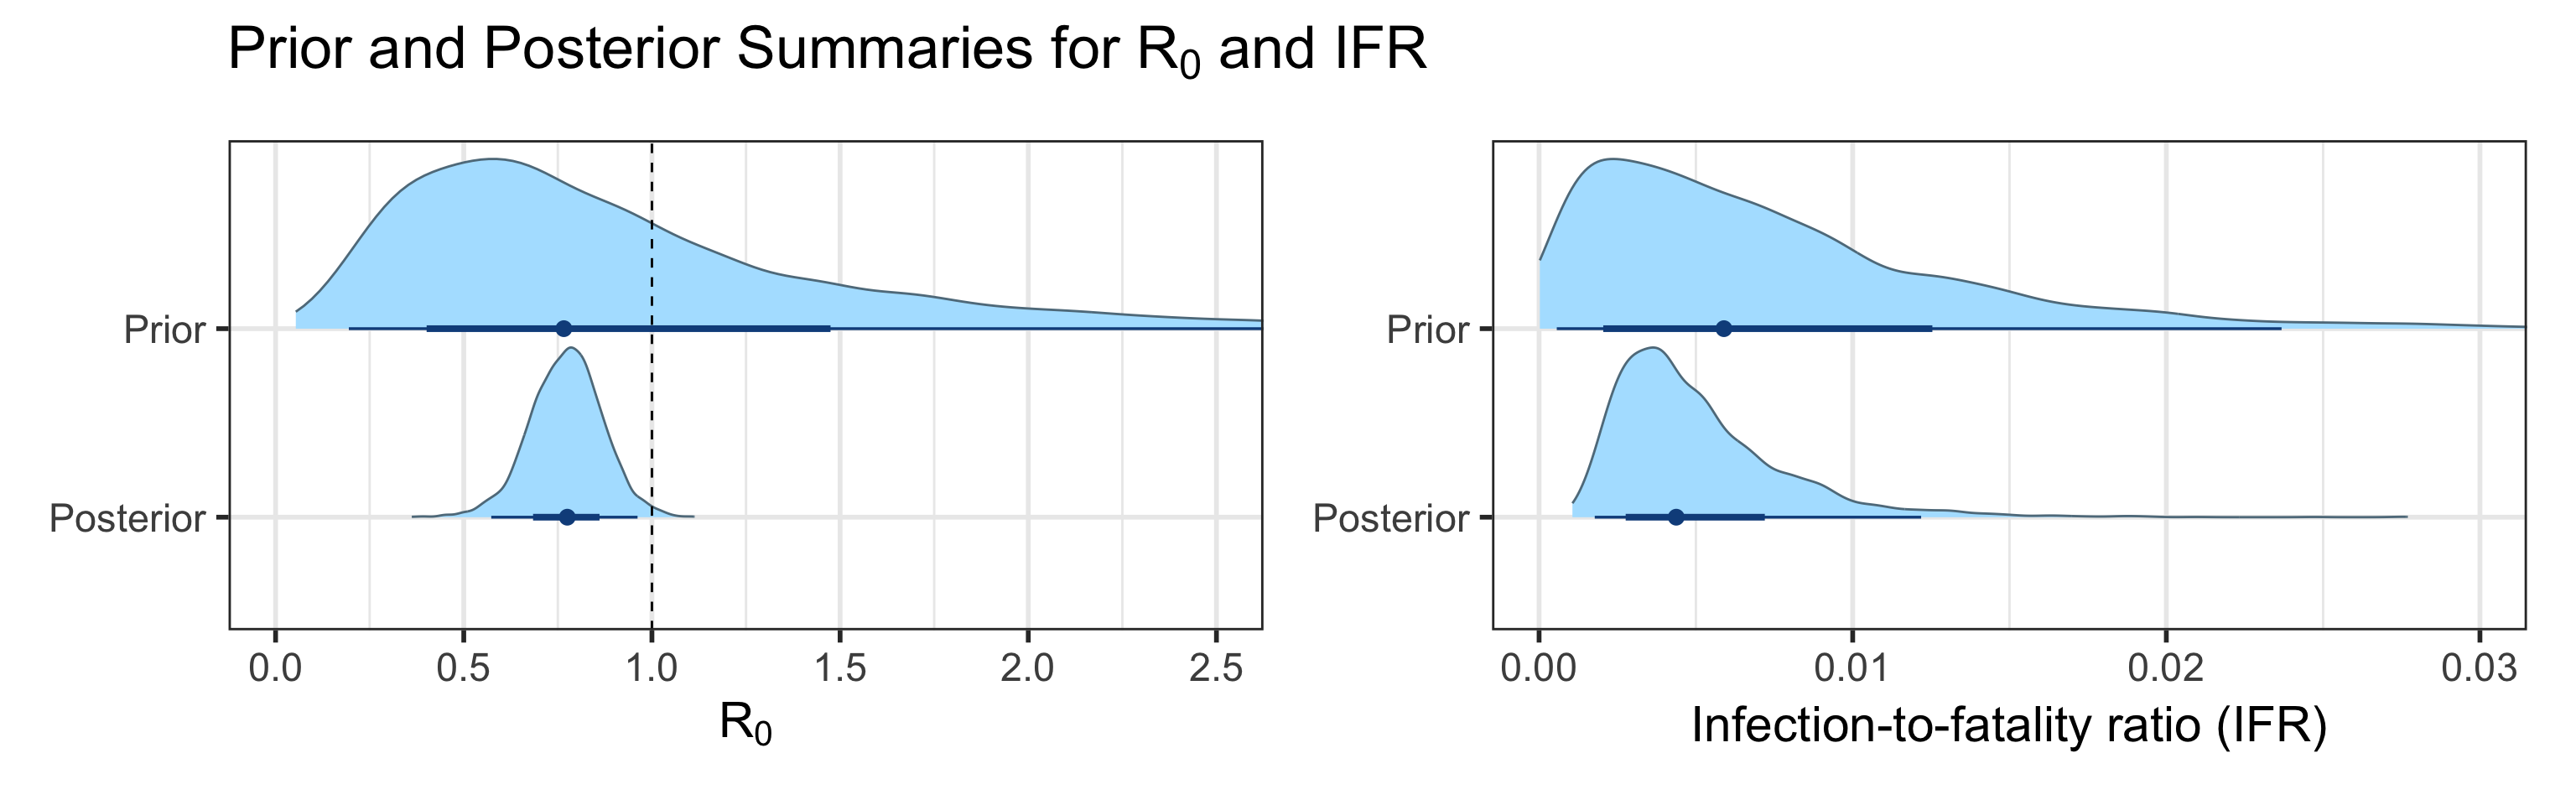 Prior and Posterior Summaries for R₀ and IFR
Prior
Posterior
0.0 0.5 1.0 1.5 2.0 2.5
R₀
Prior
Posterior
0.00 0.01 0.02 0.03
Infection-to-fatality ratio (IFR)